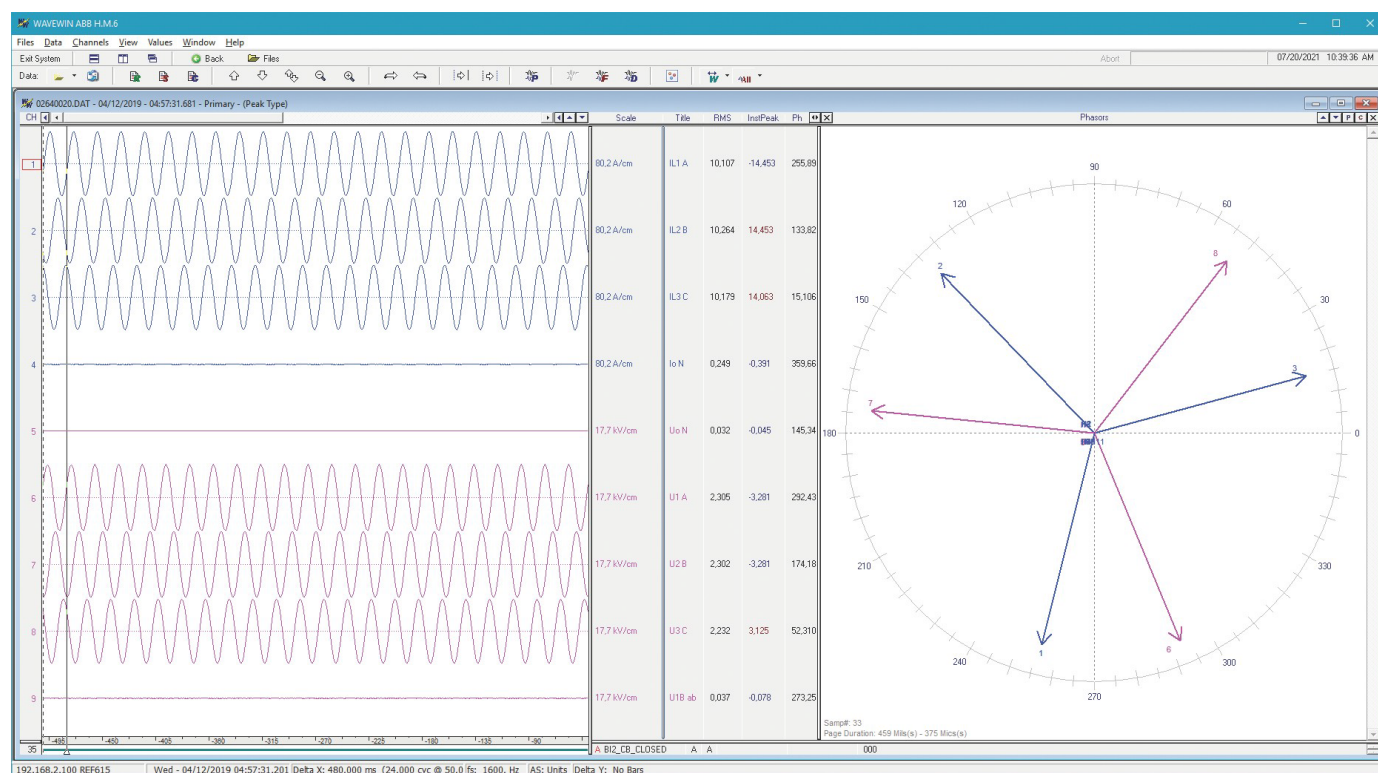 WAVEWIN ABB H.M.6
Files Data Channels View Values Window Help
Exit System Back Files Abort 07/20/2021 10:39:36 AM
Data:
02640020.DAT - 04/12/2019 - 04:57:31.681 - Primary - (Peak Type)
CH Scale Title RMS InstPeak Ph Phasors
1 80,2 A/cm IL1 A 10,107 -14,453 255,89
2 80,2 A/cm IL2 B 10,264 14,453 133,82
3 80,2 A/cm IL3 C 10,179 14,063 15,106
4 80,2 A/cm Io N 0,249 -0,391 359,66
5 17,7 kV/cm Uo N 0,032 -0,045 145,34
6 17,7 kV/cm U1 A 2,305 -3,281 292,43
7 17,7 kV/cm U2 B 2,302 -3,281 174,18
8 17,7 kV/cm U3 C 2,232 3,125 52,310
9 17,7 kV/cm U1B ab 0,037 -0,078 273,25
90
120 60
8
2
150 30
3
7
180 0
11
210 330
1 6
240 300
270
Samp#: 33
Page Duration: 459 Mils(s) - 375 Mics(s)
-495 -450 -405 -360 -315 -270 -225 -180 -135 -90
35 A BI2_CB_CLOSED A A 000
192.168.2.100 REF615 Wed - 04/12/2019 04:57:31.201 Delta X: 480.000 ms (24.000 cyc @ 50.0 fs: 1600. Hz AS: Units Delta Y: No Bars